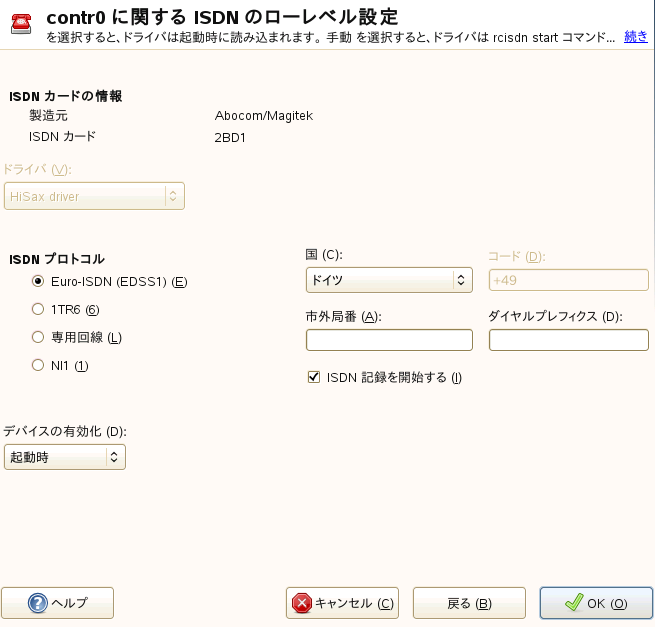 contr0 に関する ISDN のローレベル設定
を選択すると、ドライバは起動時に読み込まれます。 手動 を選択すると、ドライバは rcisdn start コマンド... 続き
ISDN カードの情報
製造元 Abocom/Magitek
ISDN カード 2BD1
ドライバ (V):
HiSax driver
ISDN プロトコル
Euro-ISDN (EDSS1) (E)
1TR6 (6)
専用回線 (L)
NI1 (1)
国 (C):
ドイツ
コード (D):
+49
市外局番 (A):
ダイヤルプレフィクス (D):
ISDN 記録を開始する (I)
デバイスの有効化 (D):
起動時
ヘルプ キャンセル (C) 戻る (B) OK (O)